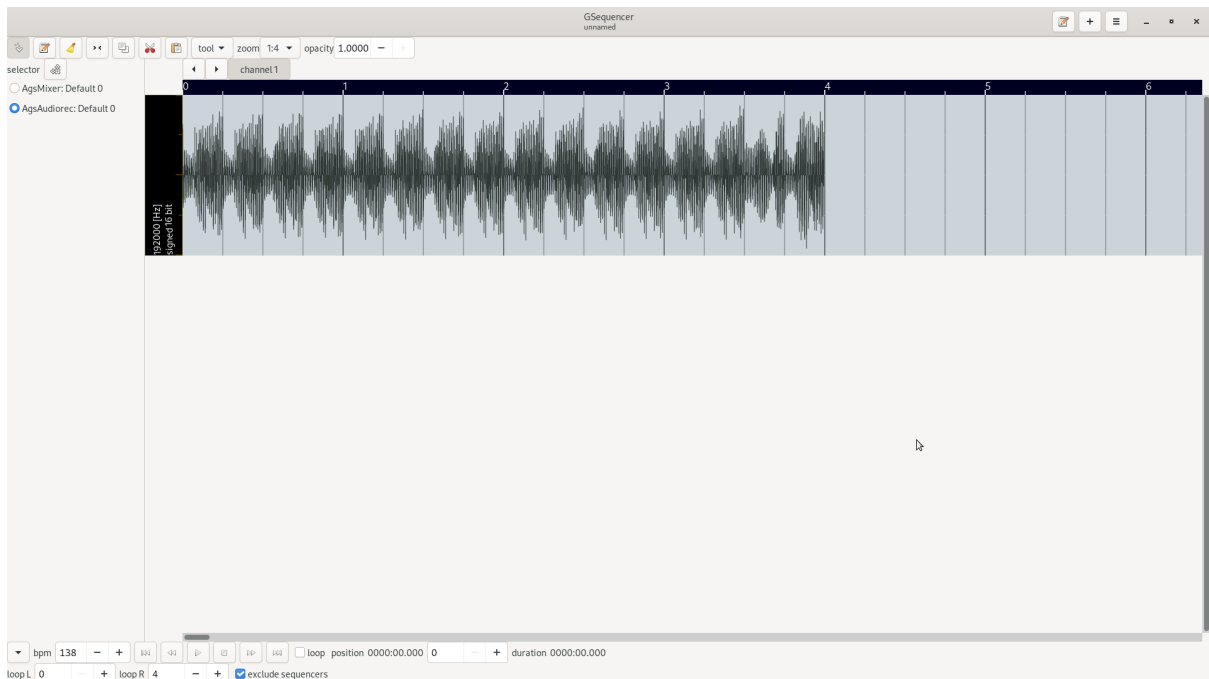 GSequencer
unnamed
tool zoom 1:4 opacity 1.0000
selector channel 1
AgsMixer: Default 0
AgsAudiorec: Default 0
0 1 2 3 4 5 6
192000 [Hz]
signed 16 bit
bpm 138 loop position 0000:00.000 0 duration 0000:00.000
loop L 0 loop R 4 exclude sequencers